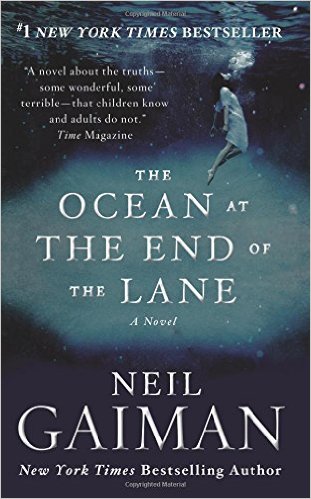 #1 NEW YORK TIMES BESTSELLER
"A novel about the truths—
some wonderful, some
terrible—that children know
and adults do not."
Time Magazine
THE
OCEAN AT
THE END OF
THE LANE
A Novel
NEIL
GAIMAN
New York Times Bestselling Author
Copyrighted Material